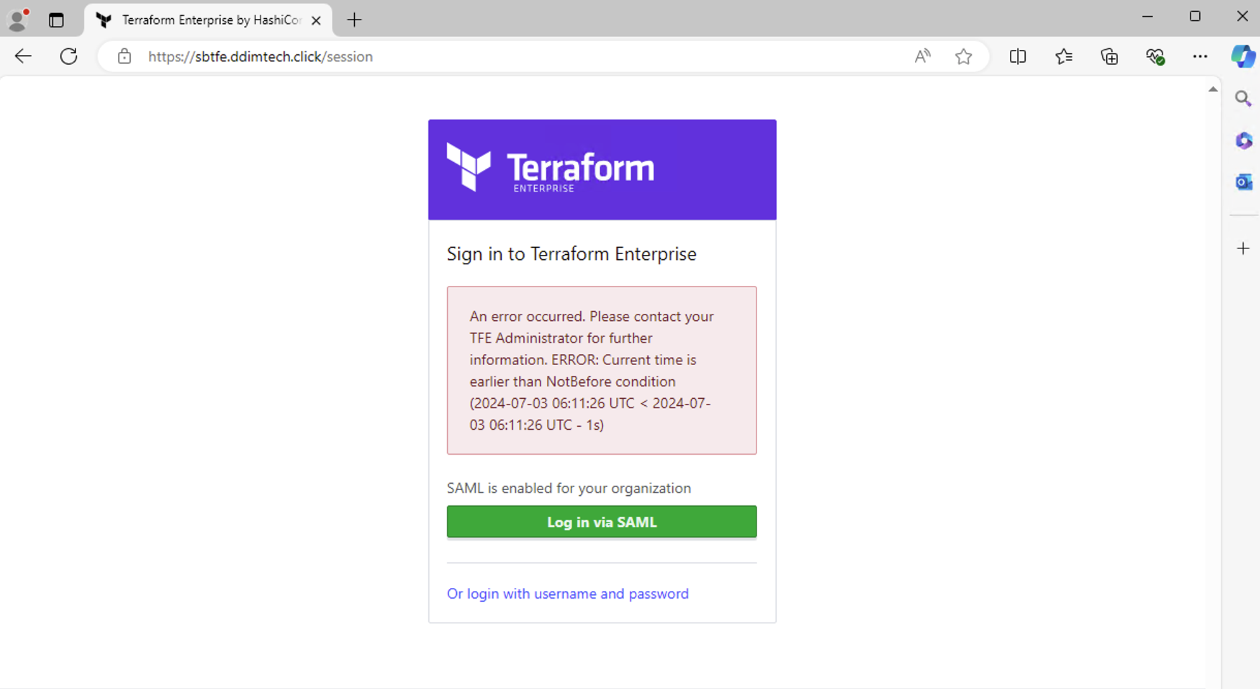 Terraform Enterprise by HashiCor
https://sbtfe.ddimtech.click/session
Terraform
ENTERPRISE
Sign in to Terraform Enterprise
An error occurred. Please contact your
TFE Administrator for further
information. ERROR: Current time is
earlier than NotBefore condition
(2024-07-03 06:11:26 UTC < 2024-07-
03 06:11:26 UTC - 1s)
SAML is enabled for your organization
Log in via SAML
Or login with username and password